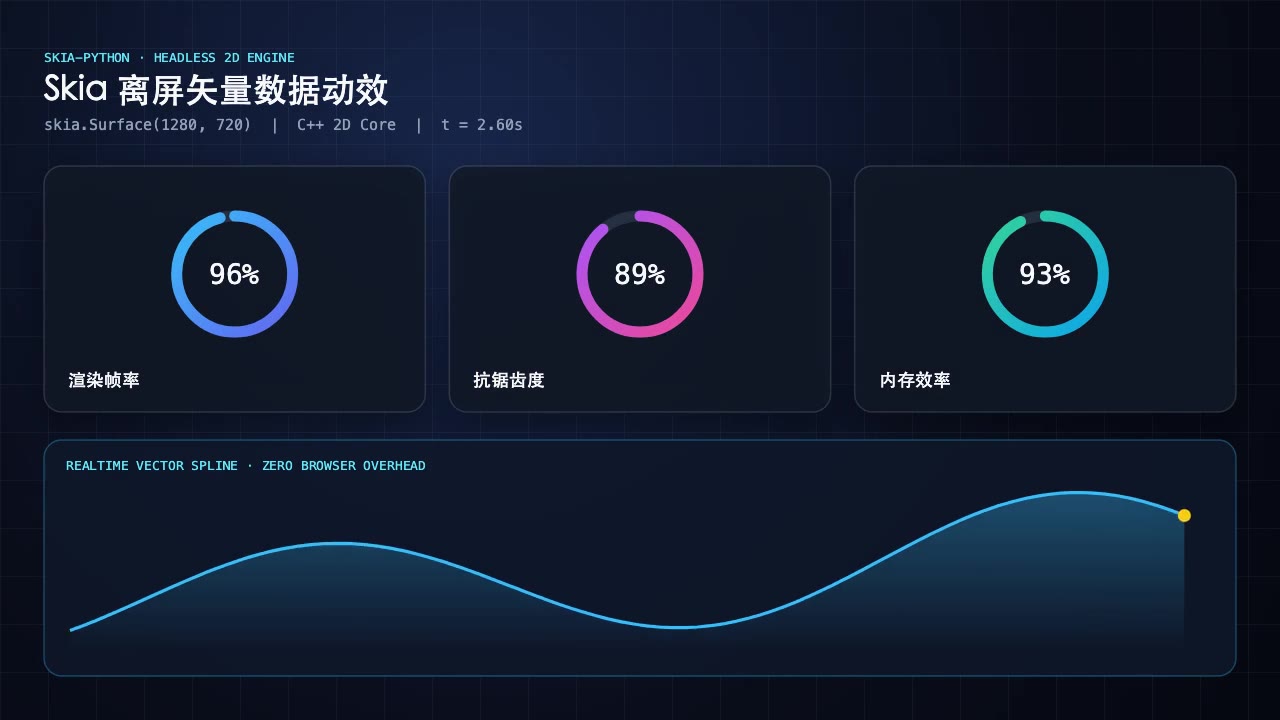 SKIA-PYTHON · HEADLESS 2D ENGINE
Skia 离屏矢量数据动效
skia.Surface(1280, 720) | C++ 2D Core | t = 2.60s
96%
89%
93%
渲染帧率
抗锯齿度
内存效率
REALTIME VECTOR SPLINE · ZERO BROWSER OVERHEAD